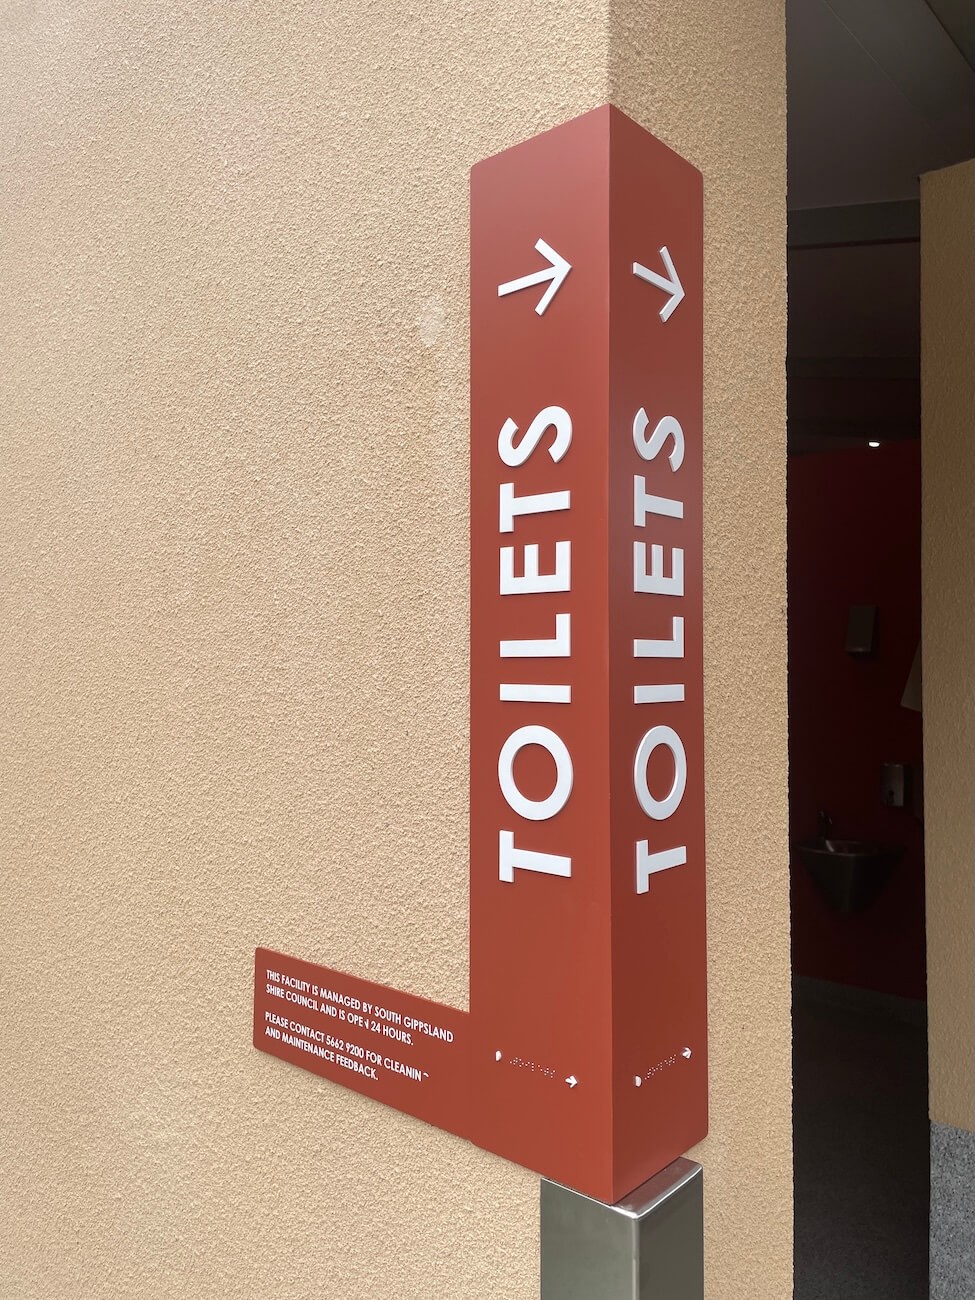 TOILETS
TOILETS
THIS FACILITY IS MANAGED BY SOUTH GIPPSLAND
SHIRE COUNCIL AND IS OPEN 24 HOURS.
PLEASE CONTACT 5662 9200 FOR CLEANIN
AND MAINTENANCE FEEDBACK.